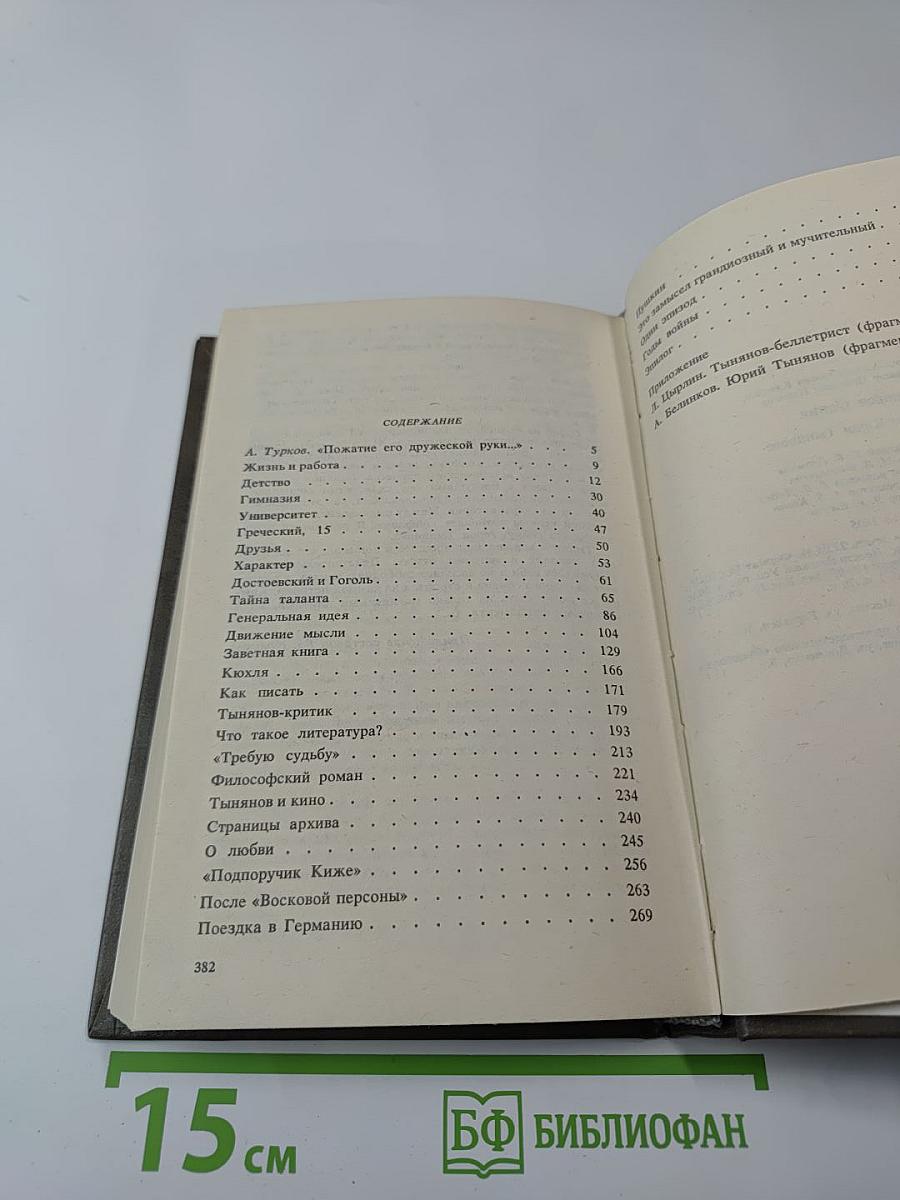 СОДЕРЖАНИЕ
А. Турков. «Пожатие его дружеской руки...» . . . 5
Жизнь и работа . . . . . . . . . . 9
Детство . . . . . . . . . . . . 12
Гимназия . . . . . . . . . . . . 30
Университет . . . . . . . . . . . 40
Греческий, 15 . . . . . . . . . . 47
Друзья . . . . . . . . . . . . 50
Характер . . . . . . . . . . . . 53
Достоевский и Гоголь . . . . . . . . . 61
Тайна таланта . . . . . . . . . . 65
Генеральная идея . . . . . . . . . . 86
Движение мысли . . . . . . . . . . 104
Заветная книга . . . . . . . . . . 129
Кюхля . . . . . . . . . . . . 166
Как писать . . . . . . . . . . . 171
Тынянов-критик . . . . . . . . . . 179
Что такое литература? . . . . . . . . . 193
«Требую судьбу» . . . . . . . . . . 213
Философский роман . . . . . . . . . 221
Тынянов и кино . . . . . . . . . . 234
Страницы архива . . . . . . . . . . 240
О любви . . . . . . . . . . . . 245
«Подпоручик Киже» . . . . . . . . . 256
После «Восковой персоны» . . . . . . . . 263
Поездка в Германию . . . . . . . . . 269
382
Пушкин . . . . . . . . .
Это замысел грандиозный и мучительный .
Один эпизод . . . . . . .
Годы войны . . . . . . .
Эпилог . . . . . . . .
Приложение
Л. Цырлин. Тынянов-беллетрист (фраг
А. Белинков. Юрий Тынянов (фрагме
15 см
БФ БИБЛИОФАН